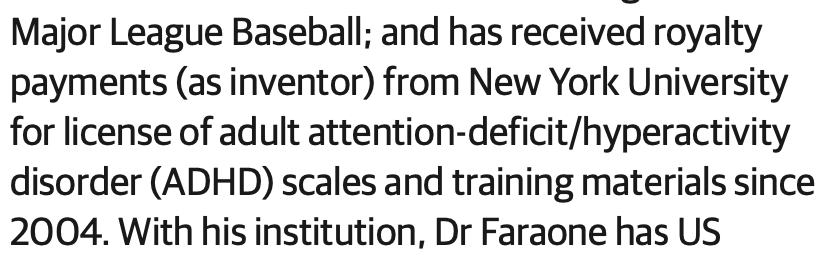 Major League Baseball; and has received royalty
payments (as inventor) from New York University
for license of adult attention-deficit/hyperactivity
disorder (ADHD) scales and training materials since
2004. With his institution, Dr Faraone has US